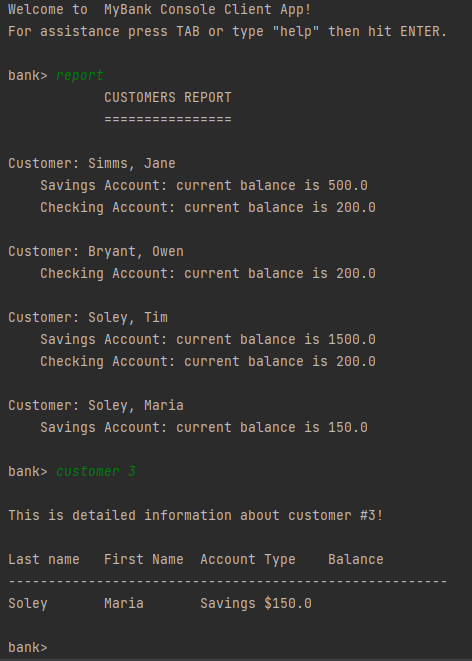 Welcome to  MyBank Console Client App!
For assistance press TAB or type "help" then hit ENTER.
bank> report
CUSTOMERS REPORT
================
Customer: Simms, Jane
Savings Account: current balance is 500.0
Checking Account: current balance is 200.0
Customer: Bryant, Owen
Checking Account: current balance is 200.0
Customer: Soley, Tim
Savings Account: current balance is 1500.0
Checking Account: current balance is 200.0
Customer: Soley, Maria
Savings Account: current balance is 150.0
bank> customer 3
This is detailed information about customer #3!
Last name   First Name  Account Type    Balance
-------------------------------------------------------
Soley       Maria       Savings $150.0
bank>